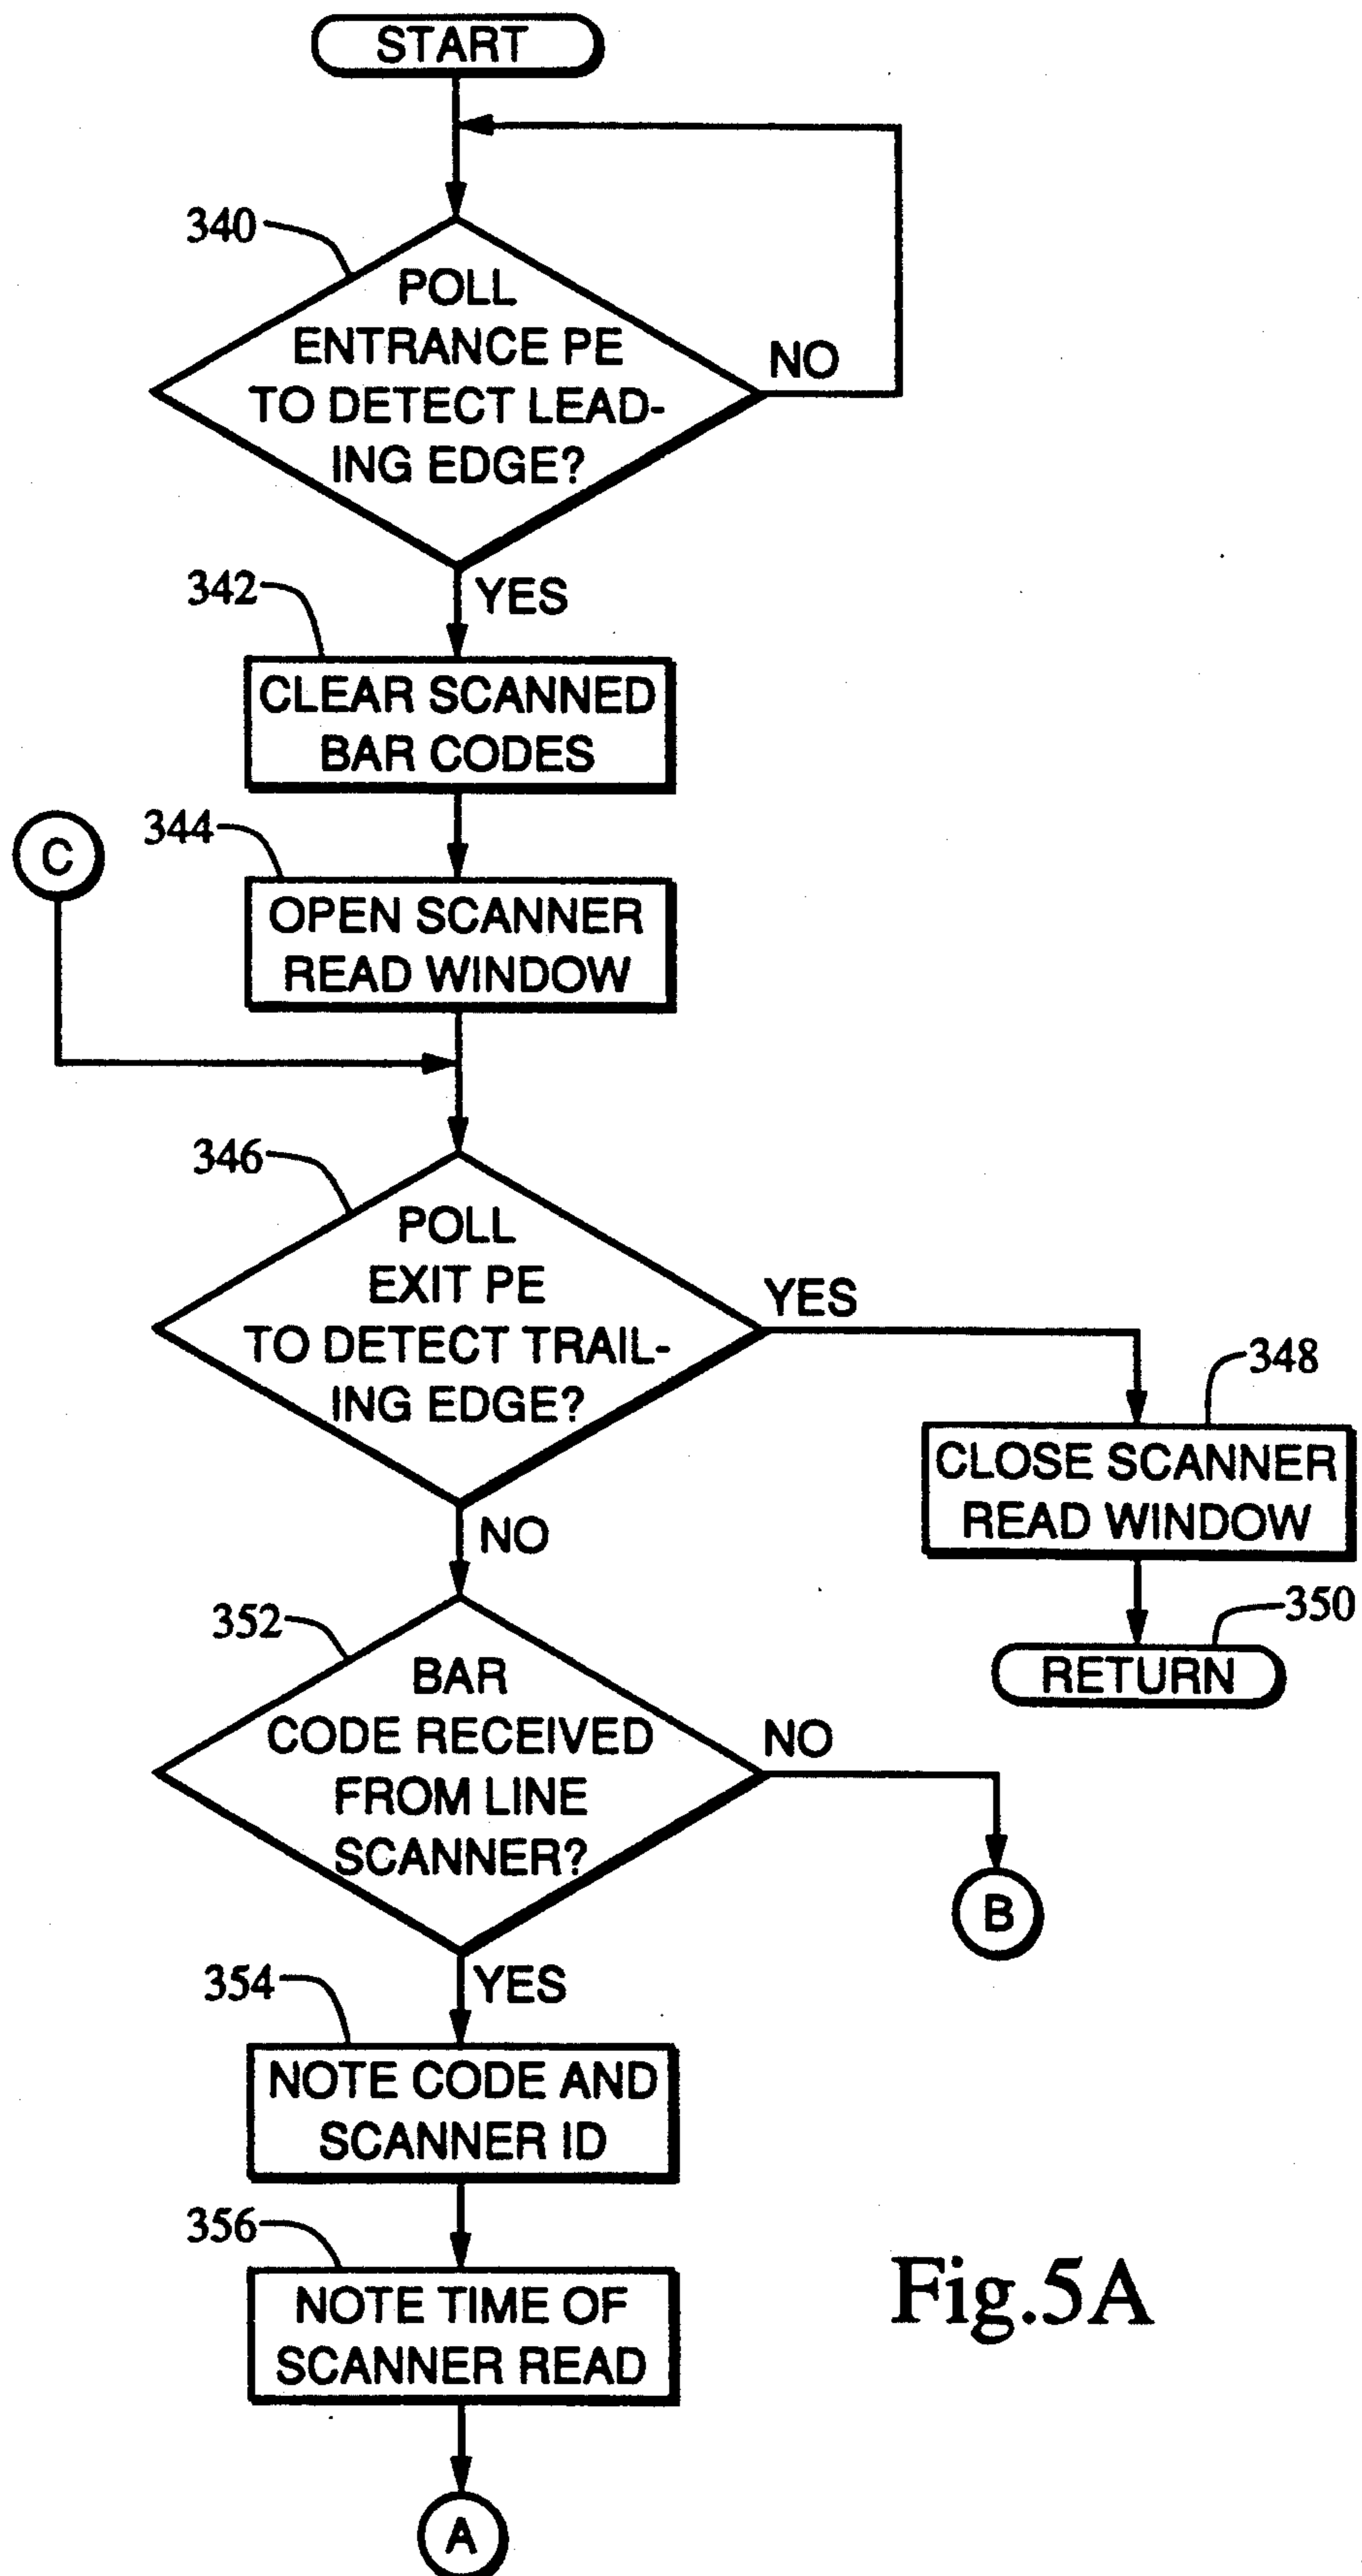 START
340
POLL
ENTRANCE PE
TO DETECT LEAD-
ING EDGE?
NO
YES
342
CLEAR SCANNED
BAR CODES
C
344
OPEN SCANNER
READ WINDOW
346
POLL
EXIT PE
TO DETECT TRAIL-
ING EDGE?
YES
348
CLOSE SCANNER
READ WINDOW
350
RETURN
NO
352
BAR
CODE RECEIVED
FROM LINE
SCANNER?
NO
B
YES
354
NOTE CODE AND
SCANNER ID
356
NOTE TIME OF
SCANNER READ
A
Fig.5A